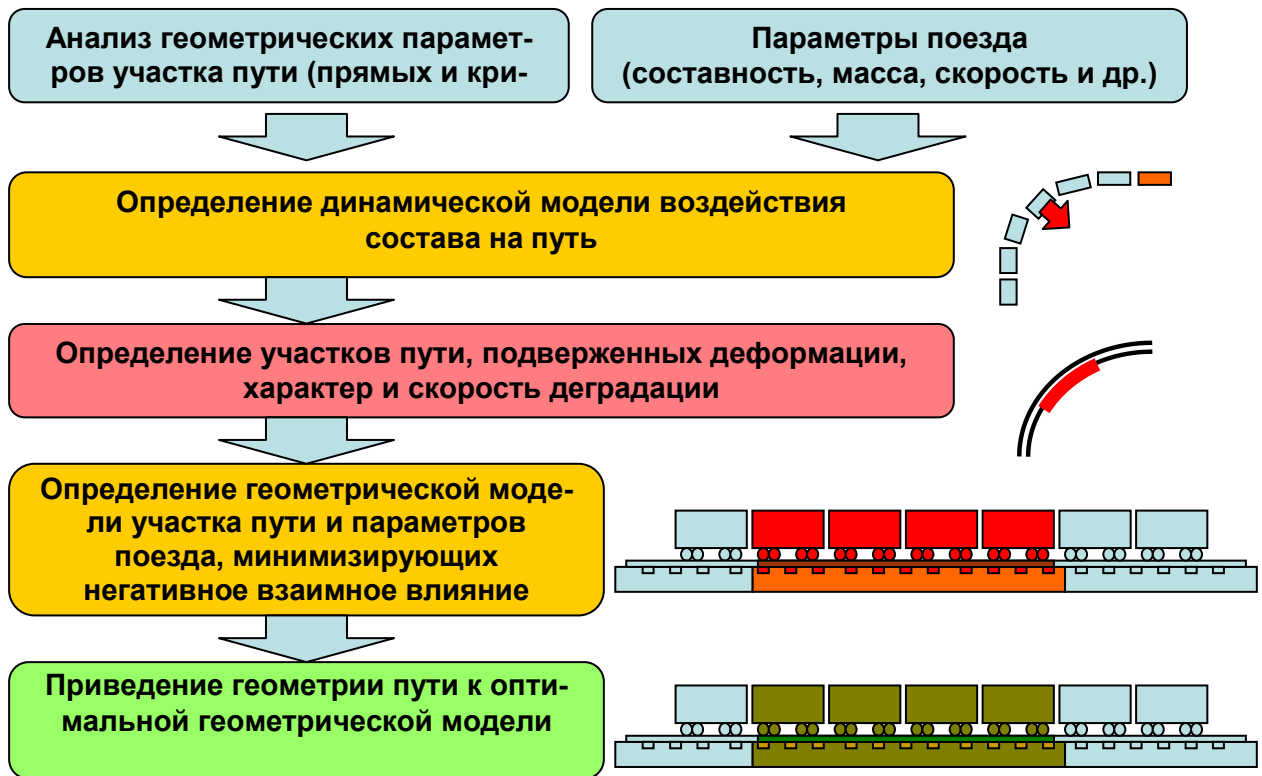 Анализ геометрических парамет-
ров участка пути (прямых и кри-
Параметры поезда
(составность, масса, скорость и др.)
Определение динамической модели воздействия
состава на путь
Определение участков пути, подверженных деформации,
характер и скорость деградации
Определение геометрической моде-
ли участка пути и параметров
поезда, минимизирующих
негативное взаимное влияние
Приведение геометрии пути к опти-
мальной геометрической модели